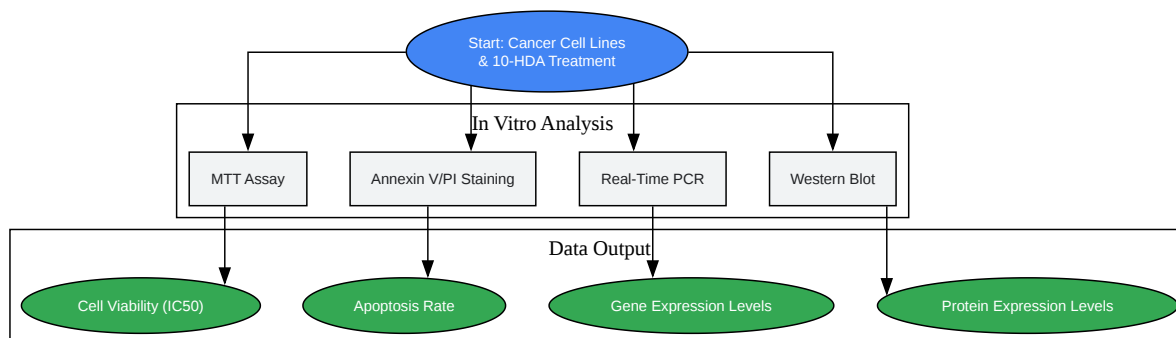 Start: Cancer Cell Lines
& 10-HDA Treatment
In Vitro Analysis
MTT Assay
Annexin V/PI Staining
Real-Time PCR
Western Blot
Data Output
Cell Viability (IC50)
Apoptosis Rate
Gene Expression Levels
Protein Expression Levels